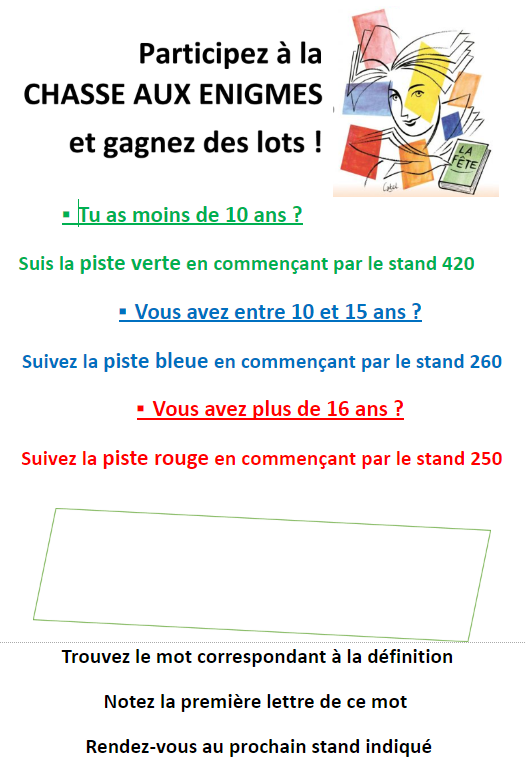 Participez à la
CHASSE AUX ENIGMES
et gagnez des lots !
LA
FÊTE
▪ Tu as moins de 10 ans ?
Suis la piste verte en commençant par le stand 420
▪ Vous avez entre 10 et 15 ans ?
Suivez la piste bleue en commençant par le stand 260
▪ Vous avez plus de 16 ans ?
Suivez la piste rouge en commençant par le stand 250
Trouvez le mot correspondant à la définition
Notez la première lettre de ce mot
Rendez-vous au prochain stand indiqué